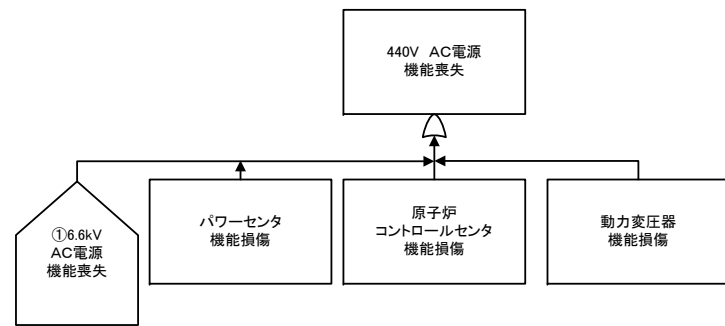 440V　AC電源
機能喪失
①6.6kV
AC電源
機能喪失
パワーセンタ
機能損傷
原子炉
コントロールセンタ
機能損傷
動力変圧器
機能損傷